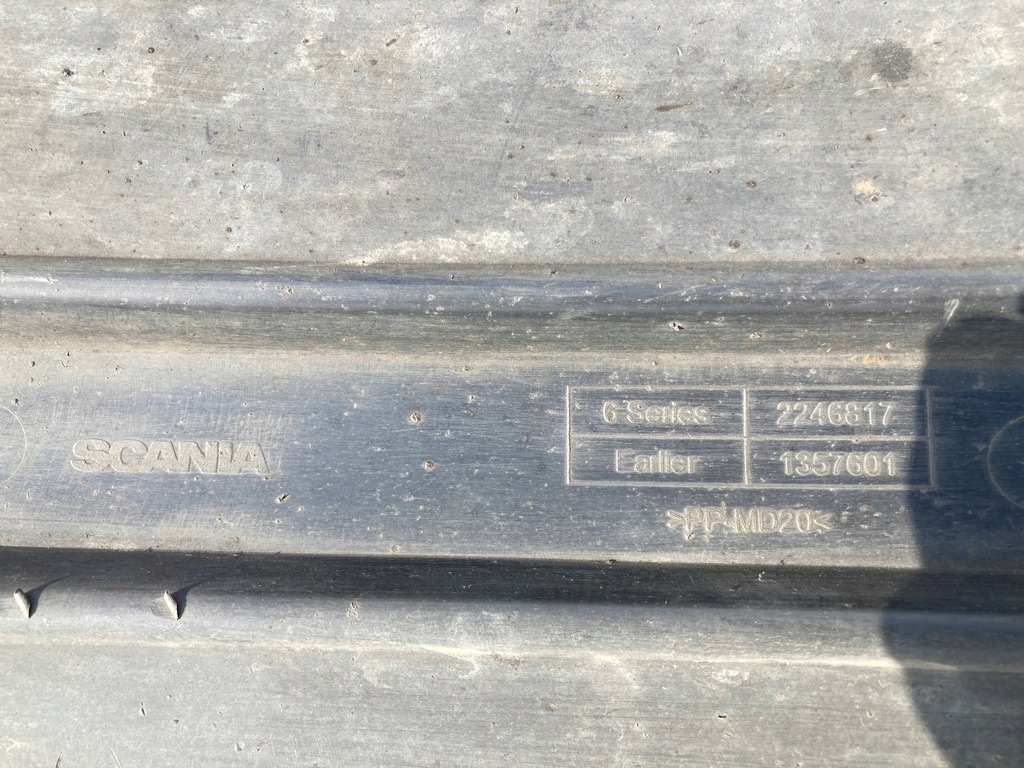 SCANIA
6 Series 2246817
Earlier 1357601
>PP-MD20<